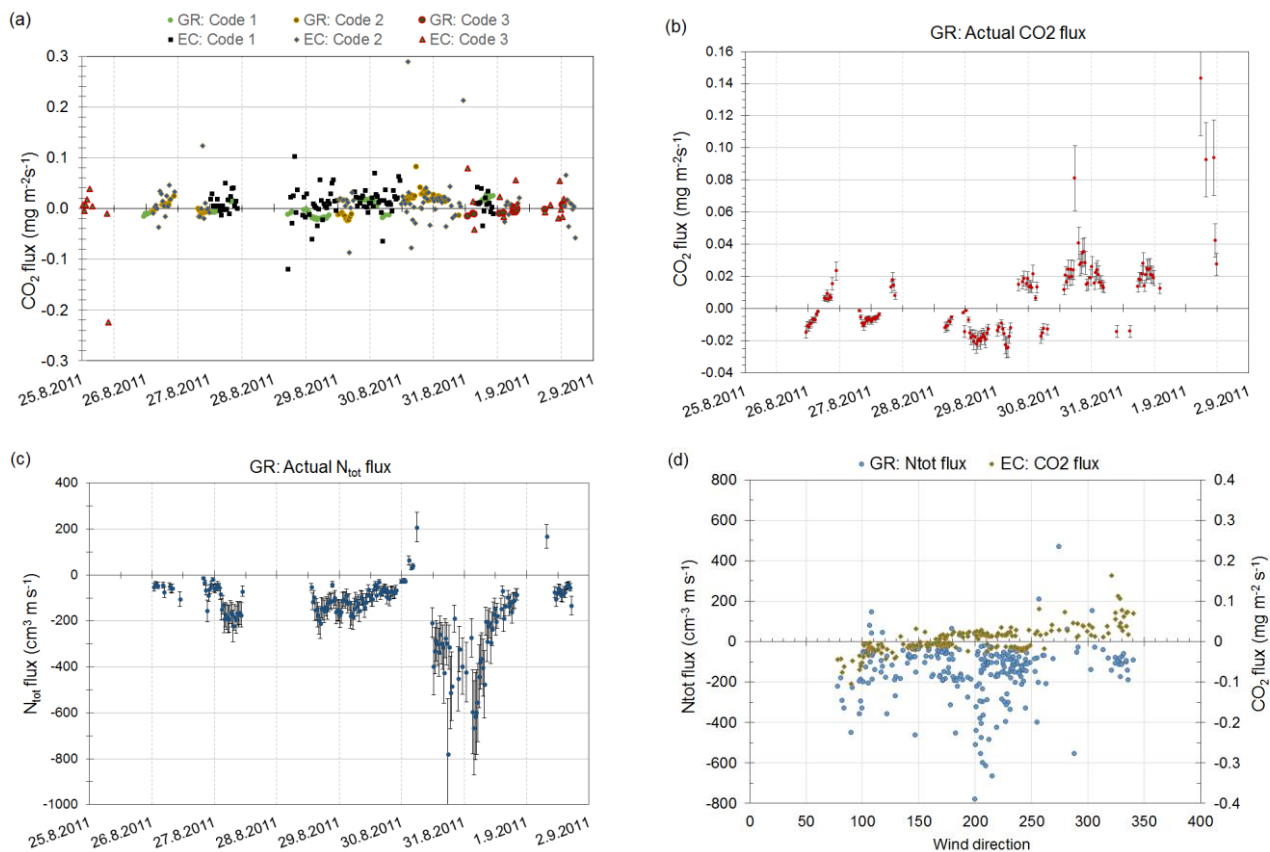 (a)
GR: Code 1 GR: Code 2 GR: Code 3
EC: Code 1 EC: Code 2 EC: Code 3
0.3
0.2
0.1
0.0
-0.1
-0.2
-0.3
CO2 flux (mg m-2s-1)
25.8.2011 26.8.2011 27.8.2011 28.8.2011 29.8.2011 30.8.2011 31.8.2011 1.9.2011 2.9.2011
(b)
GR: Actual CO2 flux
0.16
0.14
0.12
0.10
0.08
0.06
0.04
0.02
0.00
-0.02
-0.04
CO2 flux (mg m-2s-1)
25.8.2011 26.8.2011 27.8.2011 28.8.2011 29.8.2011 30.8.2011 31.8.2011 1.9.2011 2.9.2011
(c)
GR: Actual Ntot flux
400
200
0
-200
-400
-600
-800
-1000
Ntot flux (cm3 m s-1)
25.8.2011 26.8.2011 27.8.2011 28.8.2011 29.8.2011 30.8.2011 31.8.2011 1.9.2011 2.9.2011
(d)
GR: Ntot flux EC: CO2 flux
800
600
400
200
0
-200
-400
-600
-800
Ntot flux (cm3 m s-1)
0.4
0.3
0.2
0.1
0
-0.1
-0.2
-0.3
-0.4
CO2 flux (mg m-2 s-1)
0 50 100 150 200 250 300 350 400
Wind direction